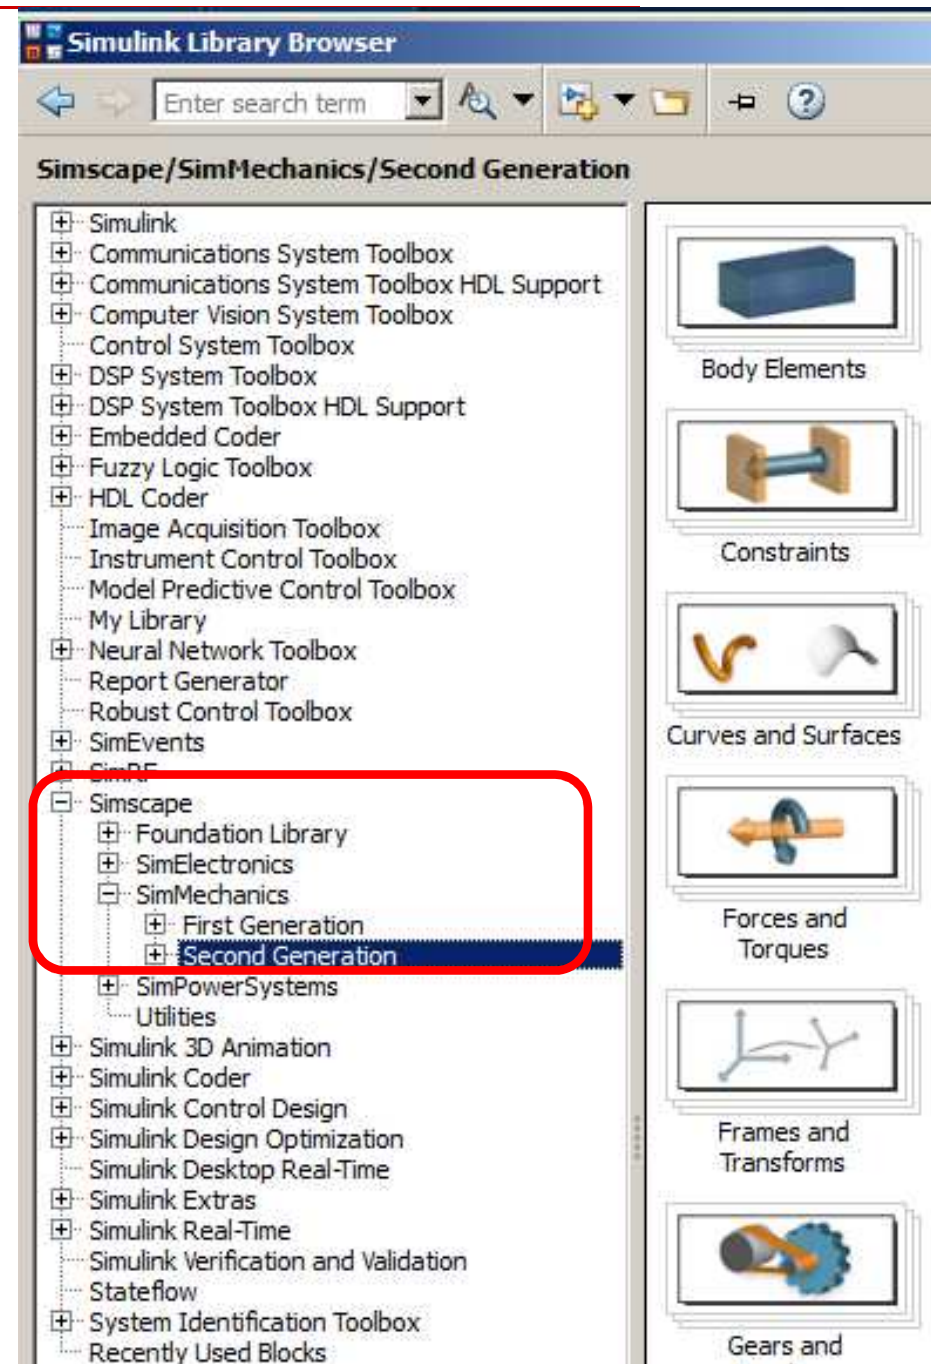 Simulink Library Browser
Enter search term
Simscape/SimMechanics/Second Generation
Simulink
Communications System Toolbox
Communications System Toolbox HDL Support
Computer Vision System Toolbox
Control System Toolbox
DSP System Toolbox
DSP System Toolbox HDL Support
Embedded Coder
Fuzzy Logic Toolbox
HDL Coder
Image Acquisition Toolbox
Instrument Control Toolbox
Model Predictive Control Toolbox
My Library
Neural Network Toolbox
Report Generator
Robust Control Toolbox
SimEvents
SimRF
Simscape
Foundation Library
SimElectronics
SimMechanics
First Generation
Second Generation
SimPowerSystems
Utilities
Simulink 3D Animation
Simulink Coder
Simulink Control Design
Simulink Design Optimization
Simulink Desktop Real-Time
Simulink Extras
Simulink Real-Time
Simulink Verification and Validation
Stateflow
System Identification Toolbox
Recently Used Blocks
Body Elements
Constraints
Curves and Surfaces
Forces and
Torques
Frames and
Transforms
Gears and